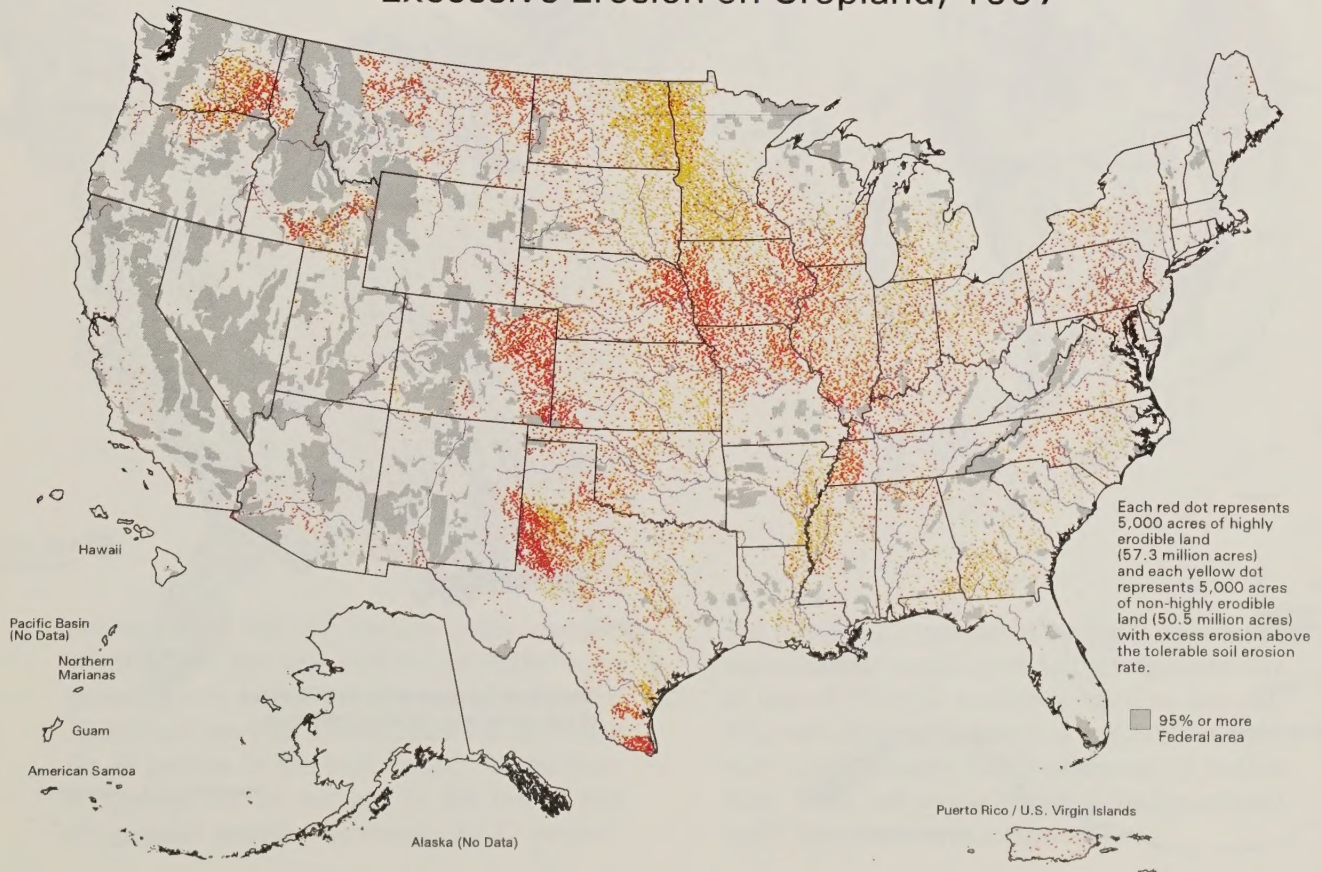 Excessive Erosion on Cropland, 1997
Each red dot represents
5,000 acres of highly
erodible land
(57.3 million acres)
and each yellow dot
represents 5,000 acres
of non-highly erodible
land (50.5 million acres)
with excess erosion above
the tolerable soil erosion
rate.
95% or more
Federal area
Hawaii
Pacific Basin
(No Data)
Northern
Marianas
Guam
American Samoa
Alaska (No Data)
Puerto Rico / U.S. Virgin Islands